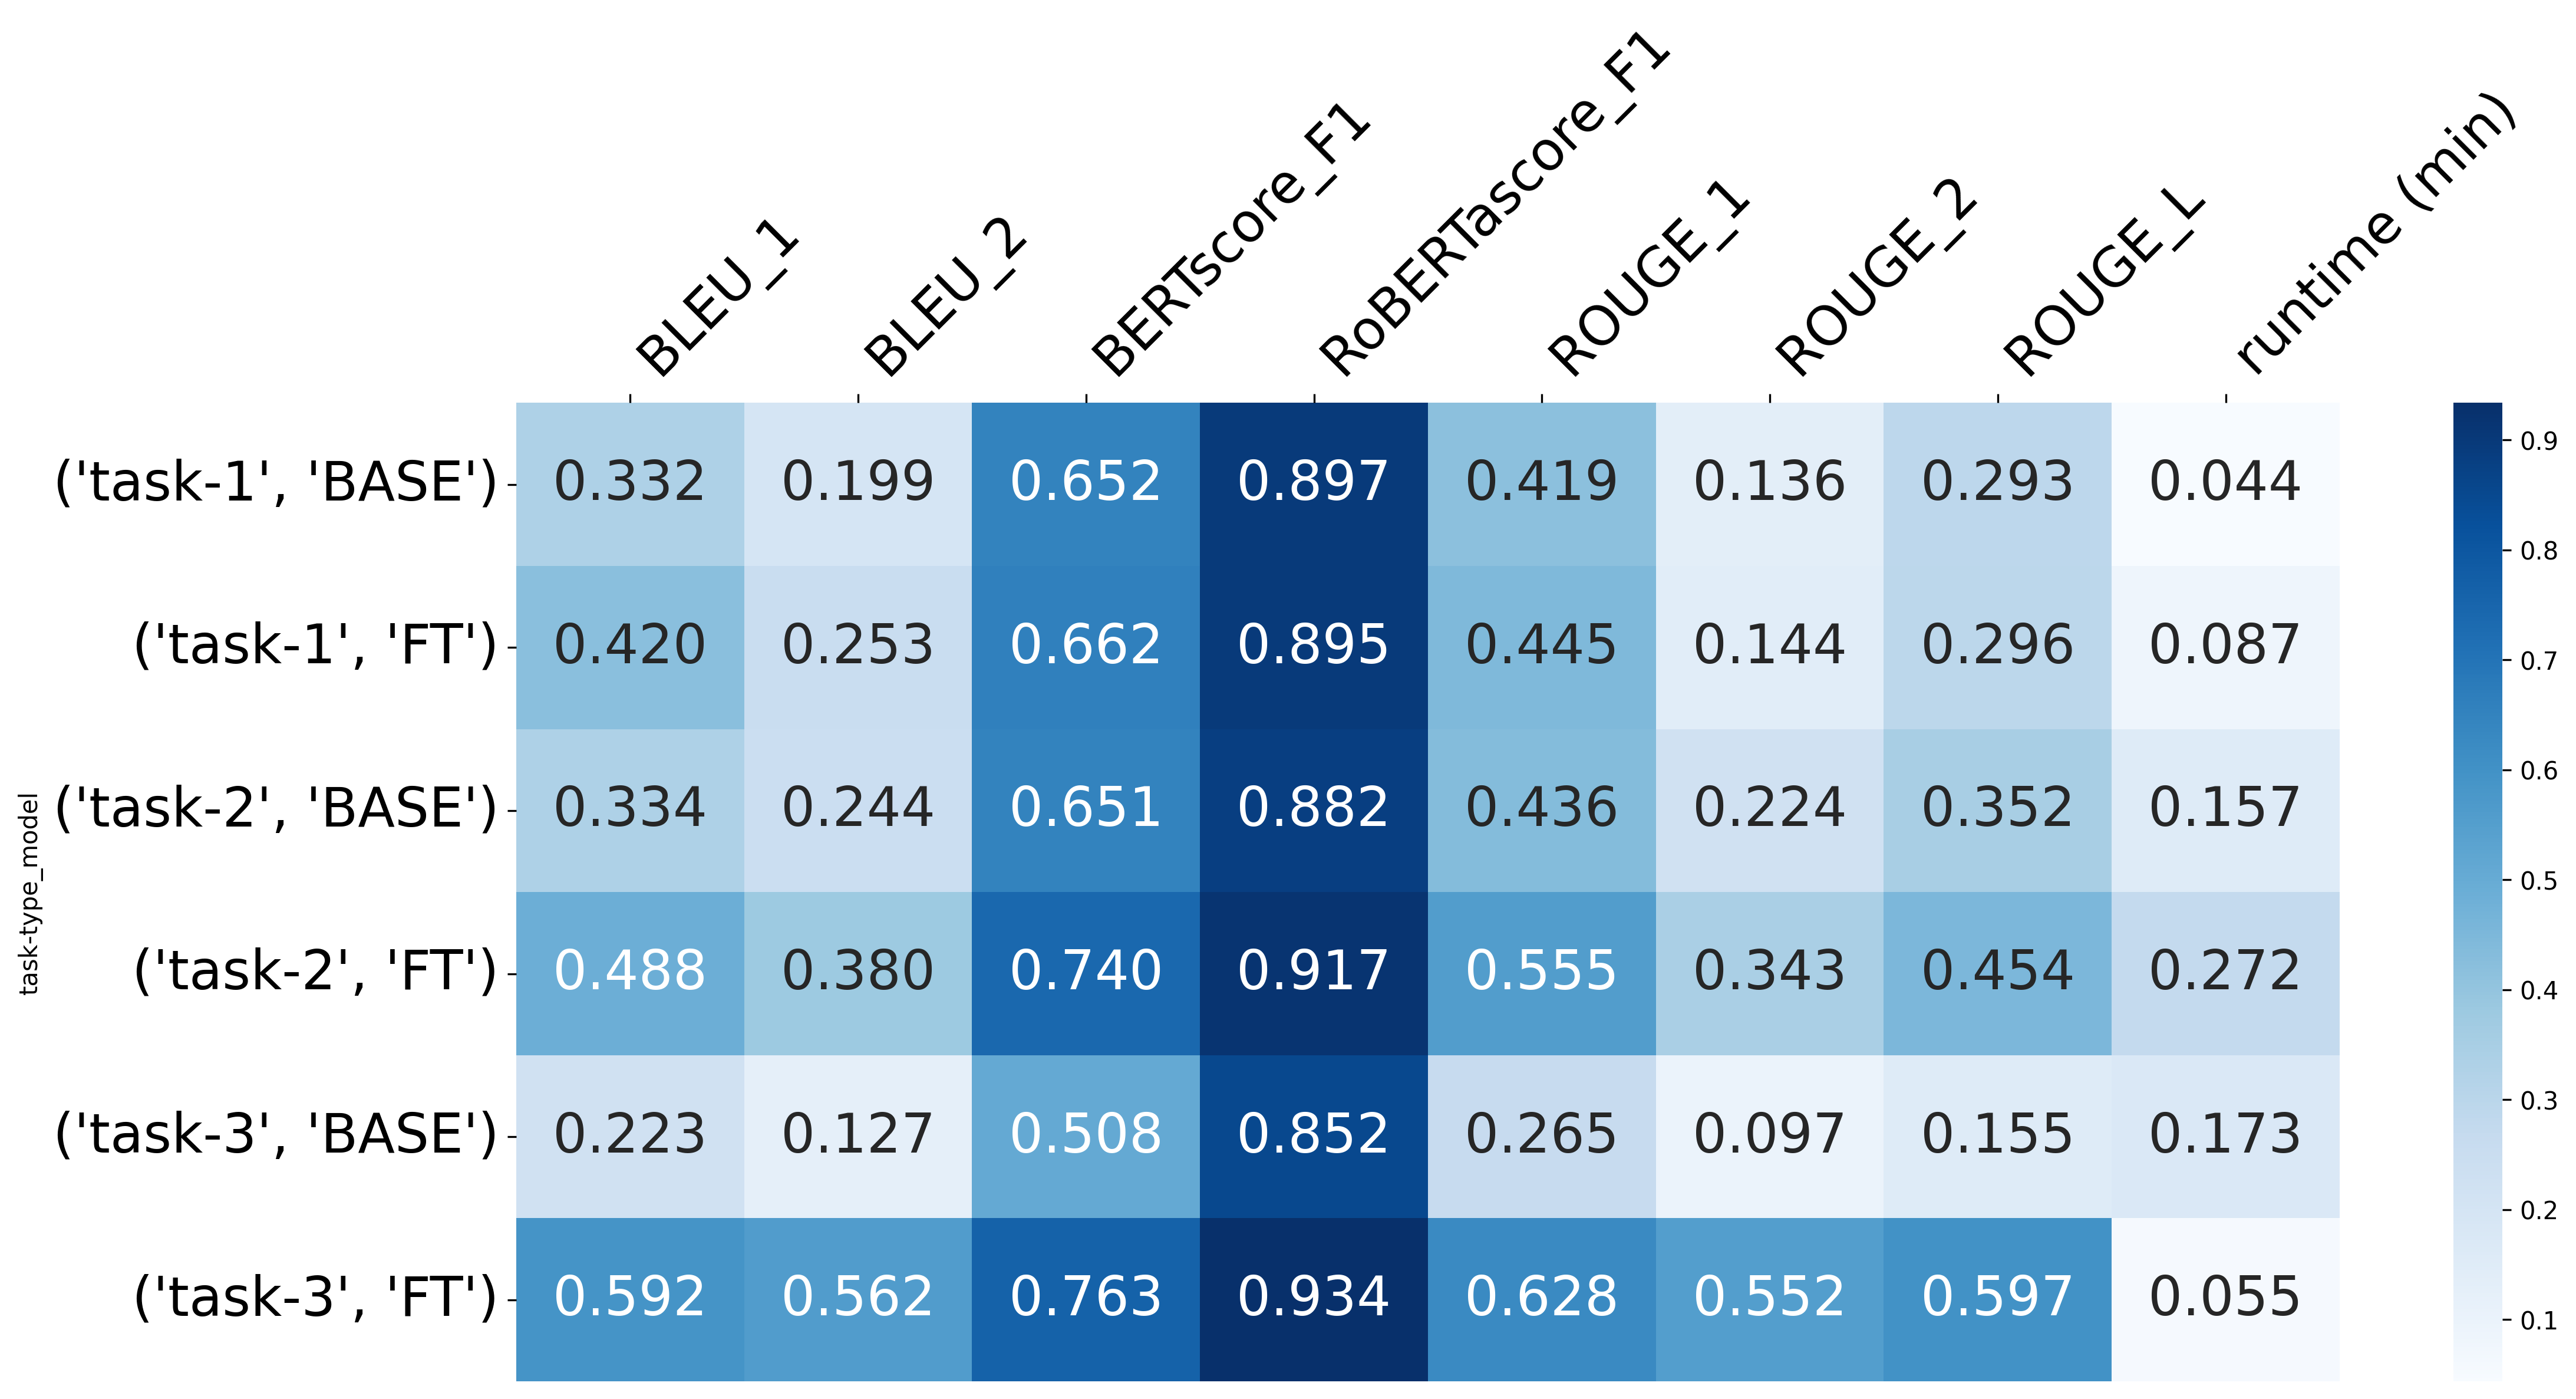 BLEU_1 BLEU_2 BERTscore_F1 RoBERTascore_F1 ROUGE_1 ROUGE_2 ROUGE_L runtime (min)
task-type_model
('task-1', 'BASE') 0.332 0.199 0.652 0.897 0.419 0.136 0.293 0.044
('task-1', 'FT') 0.420 0.253 0.662 0.895 0.445 0.144 0.296 0.087
('task-2', 'BASE') 0.334 0.244 0.651 0.882 0.436 0.224 0.352 0.157
('task-2', 'FT') 0.488 0.380 0.740 0.917 0.555 0.343 0.454 0.272
('task-3', 'BASE') 0.223 0.127 0.508 0.852 0.265 0.097 0.155 0.173
('task-3', 'FT') 0.592 0.562 0.763 0.934 0.628 0.552 0.597 0.055
0.9
0.8
0.7
0.6
0.5
0.4
0.3
0.2
0.1